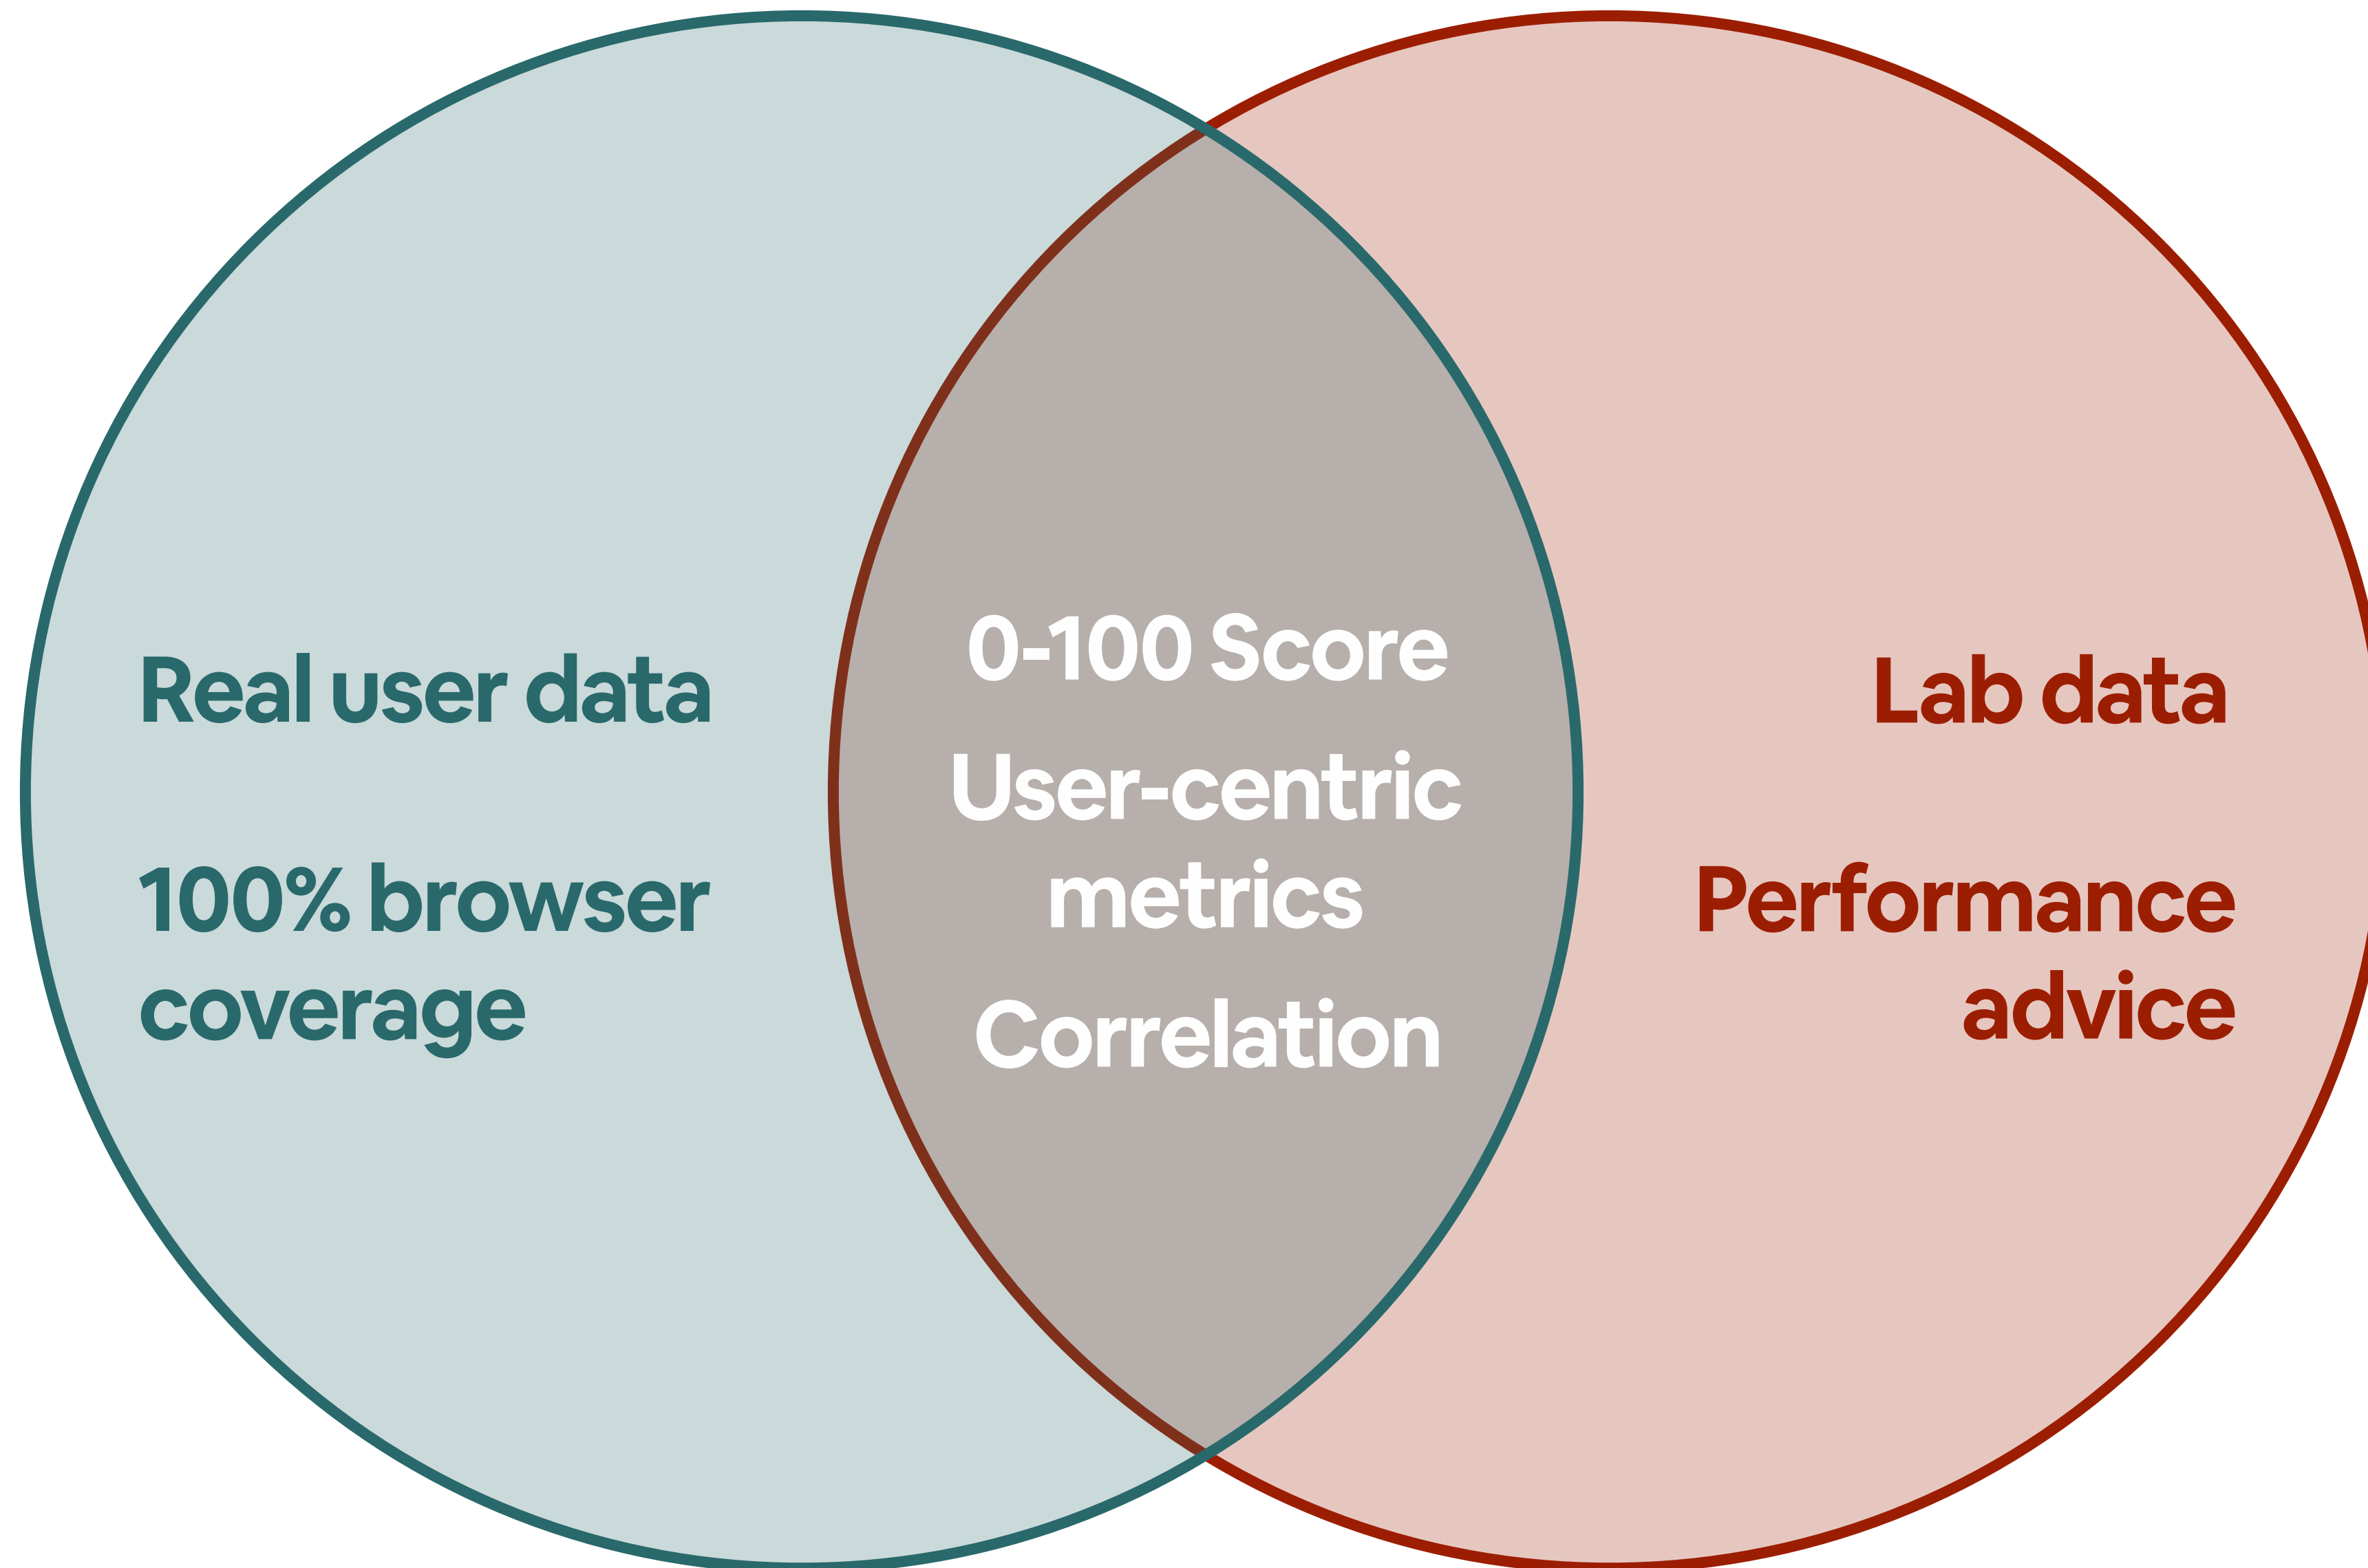 Real user data
100% browser
coverage
0-100 Score
User-centric
metrics
Correlation
Lab data
Performance
advice